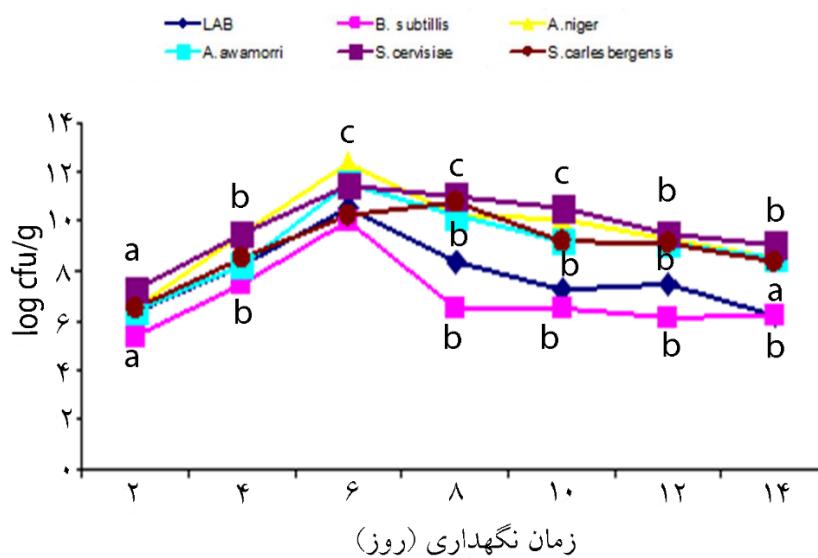 LAB B. subtillis A.niger
A.awamorri S.cervisiae S.carlesbergensis
log cfu/g
۱۴
۱۲
۱۰
۸
۶
۴
۲
۰
a b c c c b b
b b b a
a b b b b b
۲ ۴ ۶ ۸ ۱۰ ۱۲ ۱۴
زمان نگهداری (روز)